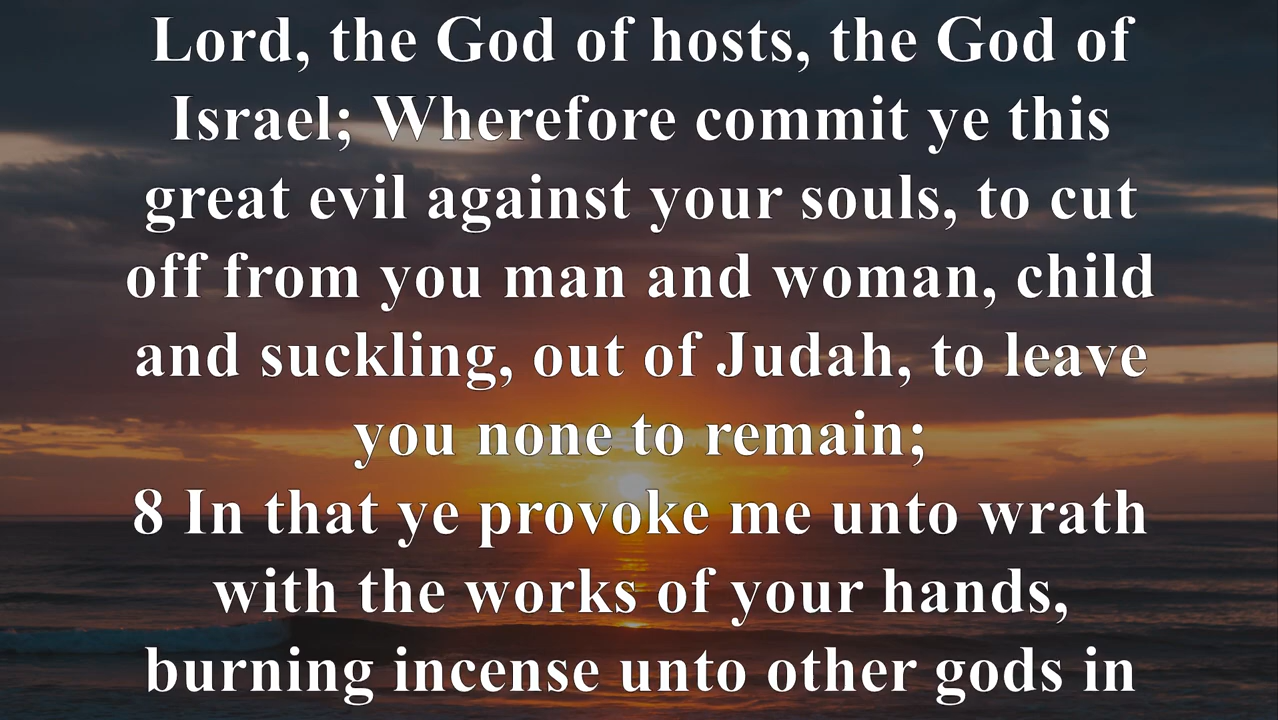 Lord, the God of hosts, the God of
Israel; Wherefore commit ye this
great evil against your souls, to cut
off from you man and woman, child
and suckling, out of Judah, to leave
you none to remain;
8 In that ye provoke me unto wrath
with the works of your hands,
burning incense unto other gods in